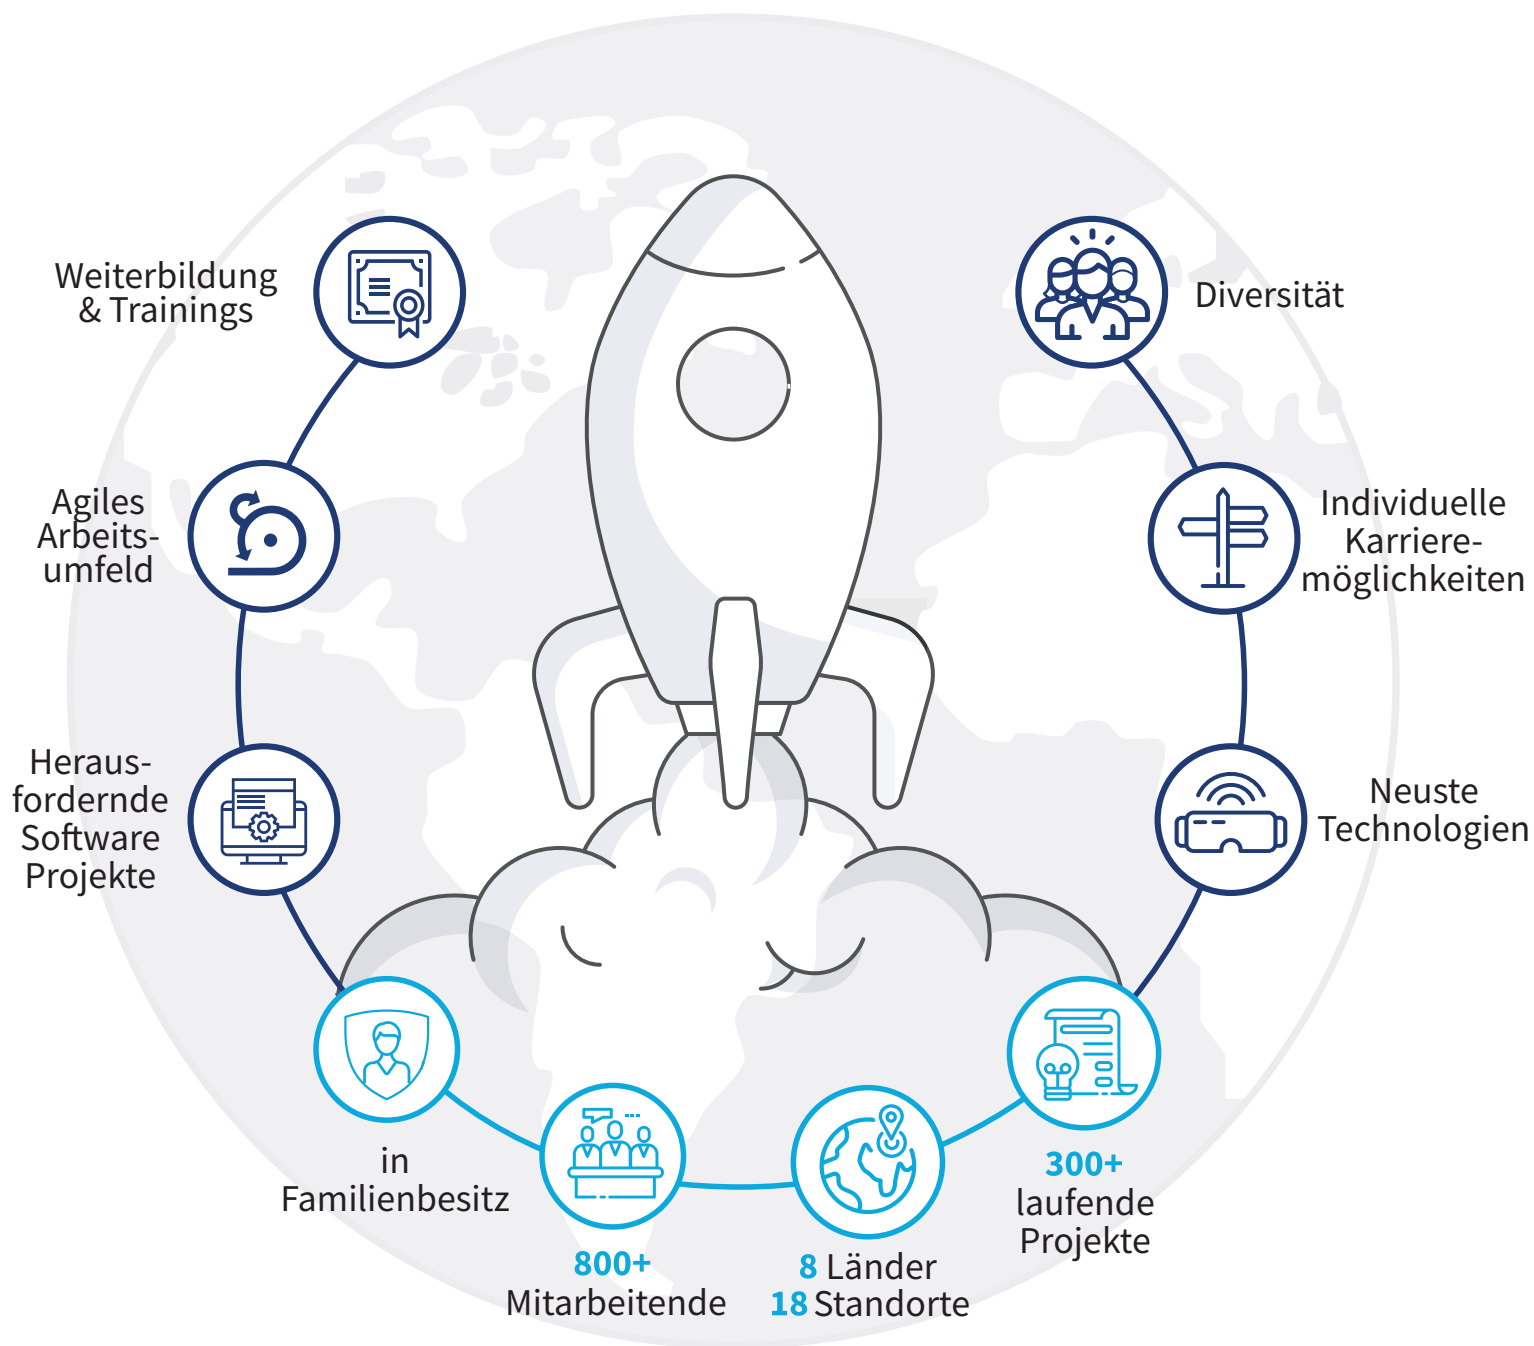 Weiterbildung
& Trainings
Agiles
Arbeits-
umfeld
Heraus-
fordernde
Software
Projekte
in
Familienbesitz
800+
Mitarbeitende
8 Länder
18 Standorte
300+
laufende
Projekte
Neuste
Technologien
Individuelle
Karriere-
möglichkeiten
Diversität